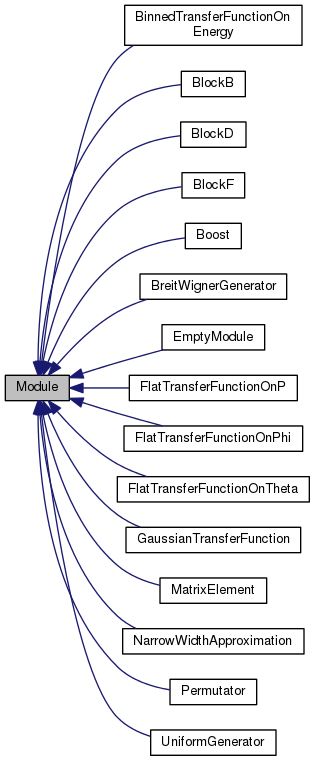 BinnedTransferFunctionOn
Energy
BlockB
BlockD
BlockF
Boost
BreitWignerGenerator
EmptyModule
Module
FlatTransferFunctionOnP
FlatTransferFunctionOnPhi
FlatTransferFunctionOnTheta
GaussianTransferFunction
MatrixElement
NarrowWidthApproximation
Permutator
UniformGenerator